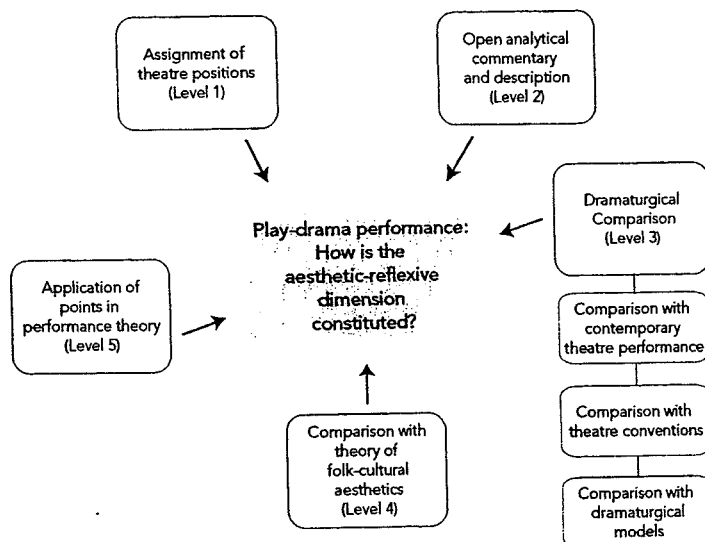 Assignment of
theatre positions
(Level 1)
Open analytical
commentary
and description
(Level 2)
Play-drama performance:
How is the
aesthetic-reflexive
dimension
constituted?
Dramaturgical
Comparison
(Level 3)
Comparison with
contemporary
theatre performance
Comparison with
theatre conventions
Comparison with
dramaturgical
models
Comparison with
theory of
folk-cultural
aesthetics
(Level 4)
Application of
points in
performance theory
(Level 5)